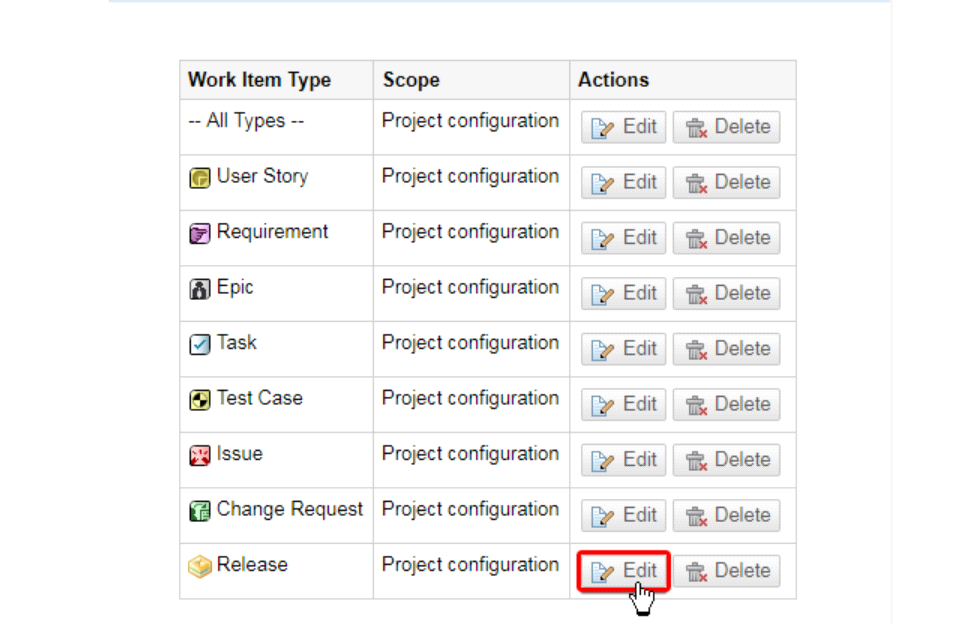 Work Item Type Scope Actions
-- All Types -- Project configuration Edit Delete
User Story Project configuration Edit Delete
Requirement Project configuration Edit Delete
Epic Project configuration Edit Delete
Task Project configuration Edit Delete
Test Case Project configuration Edit Delete
Issue Project configuration Edit Delete
Change Request Project configuration Edit Delete
Release Project configuration Edit Delete